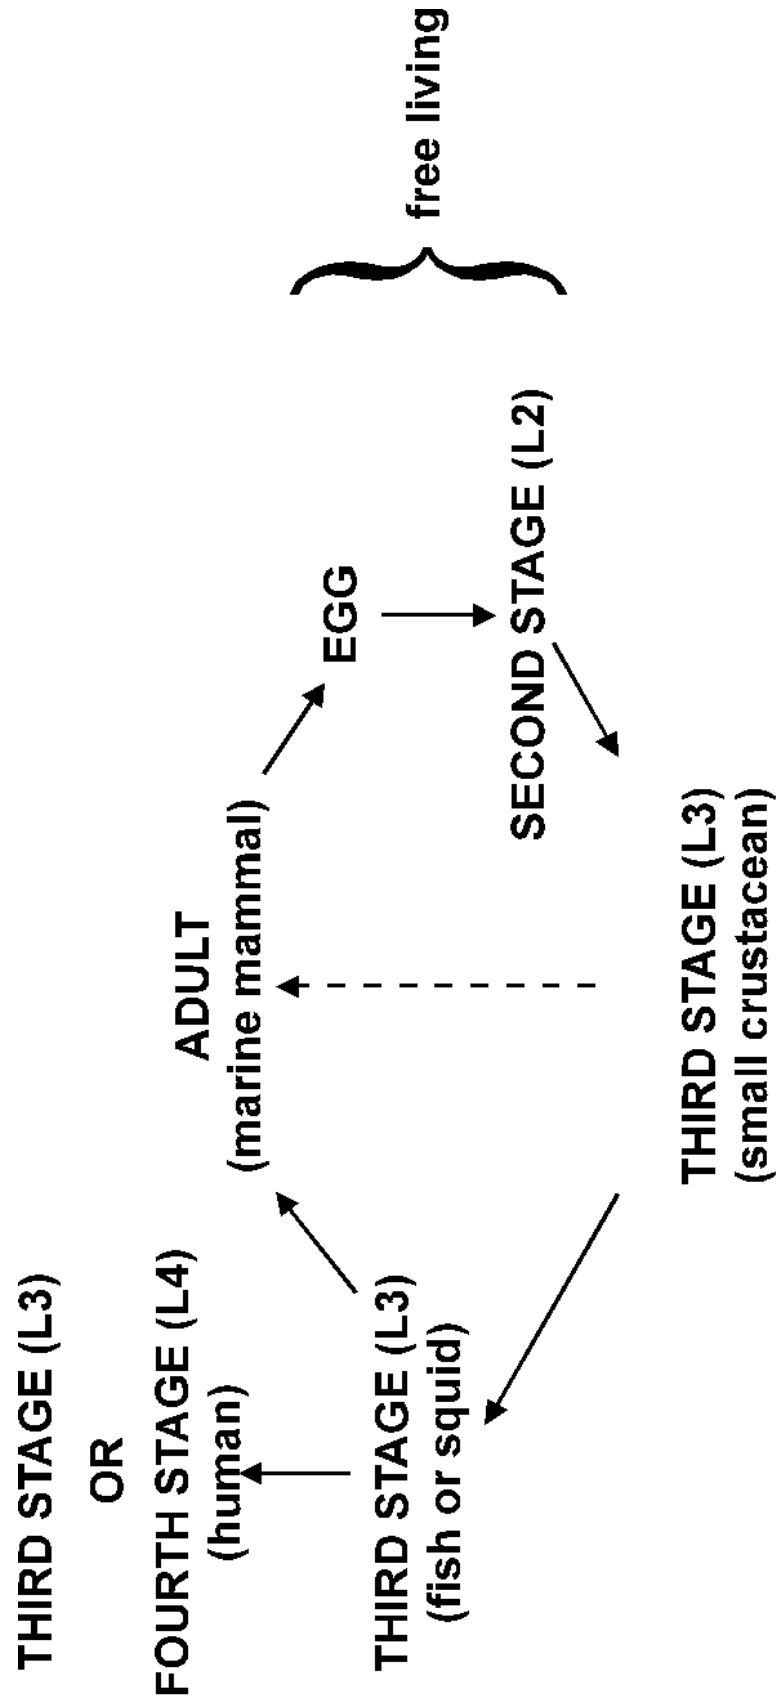 THIRD STAGE (L3)
OR
FOURTH STAGE (L4)
(human)
ADULT
(marine mammal)
EGG
free living
THIRD STAGE (L3)
(fish or squid)
SECOND STAGE (L2)
THIRD STAGE (L3)
(small crustacean)